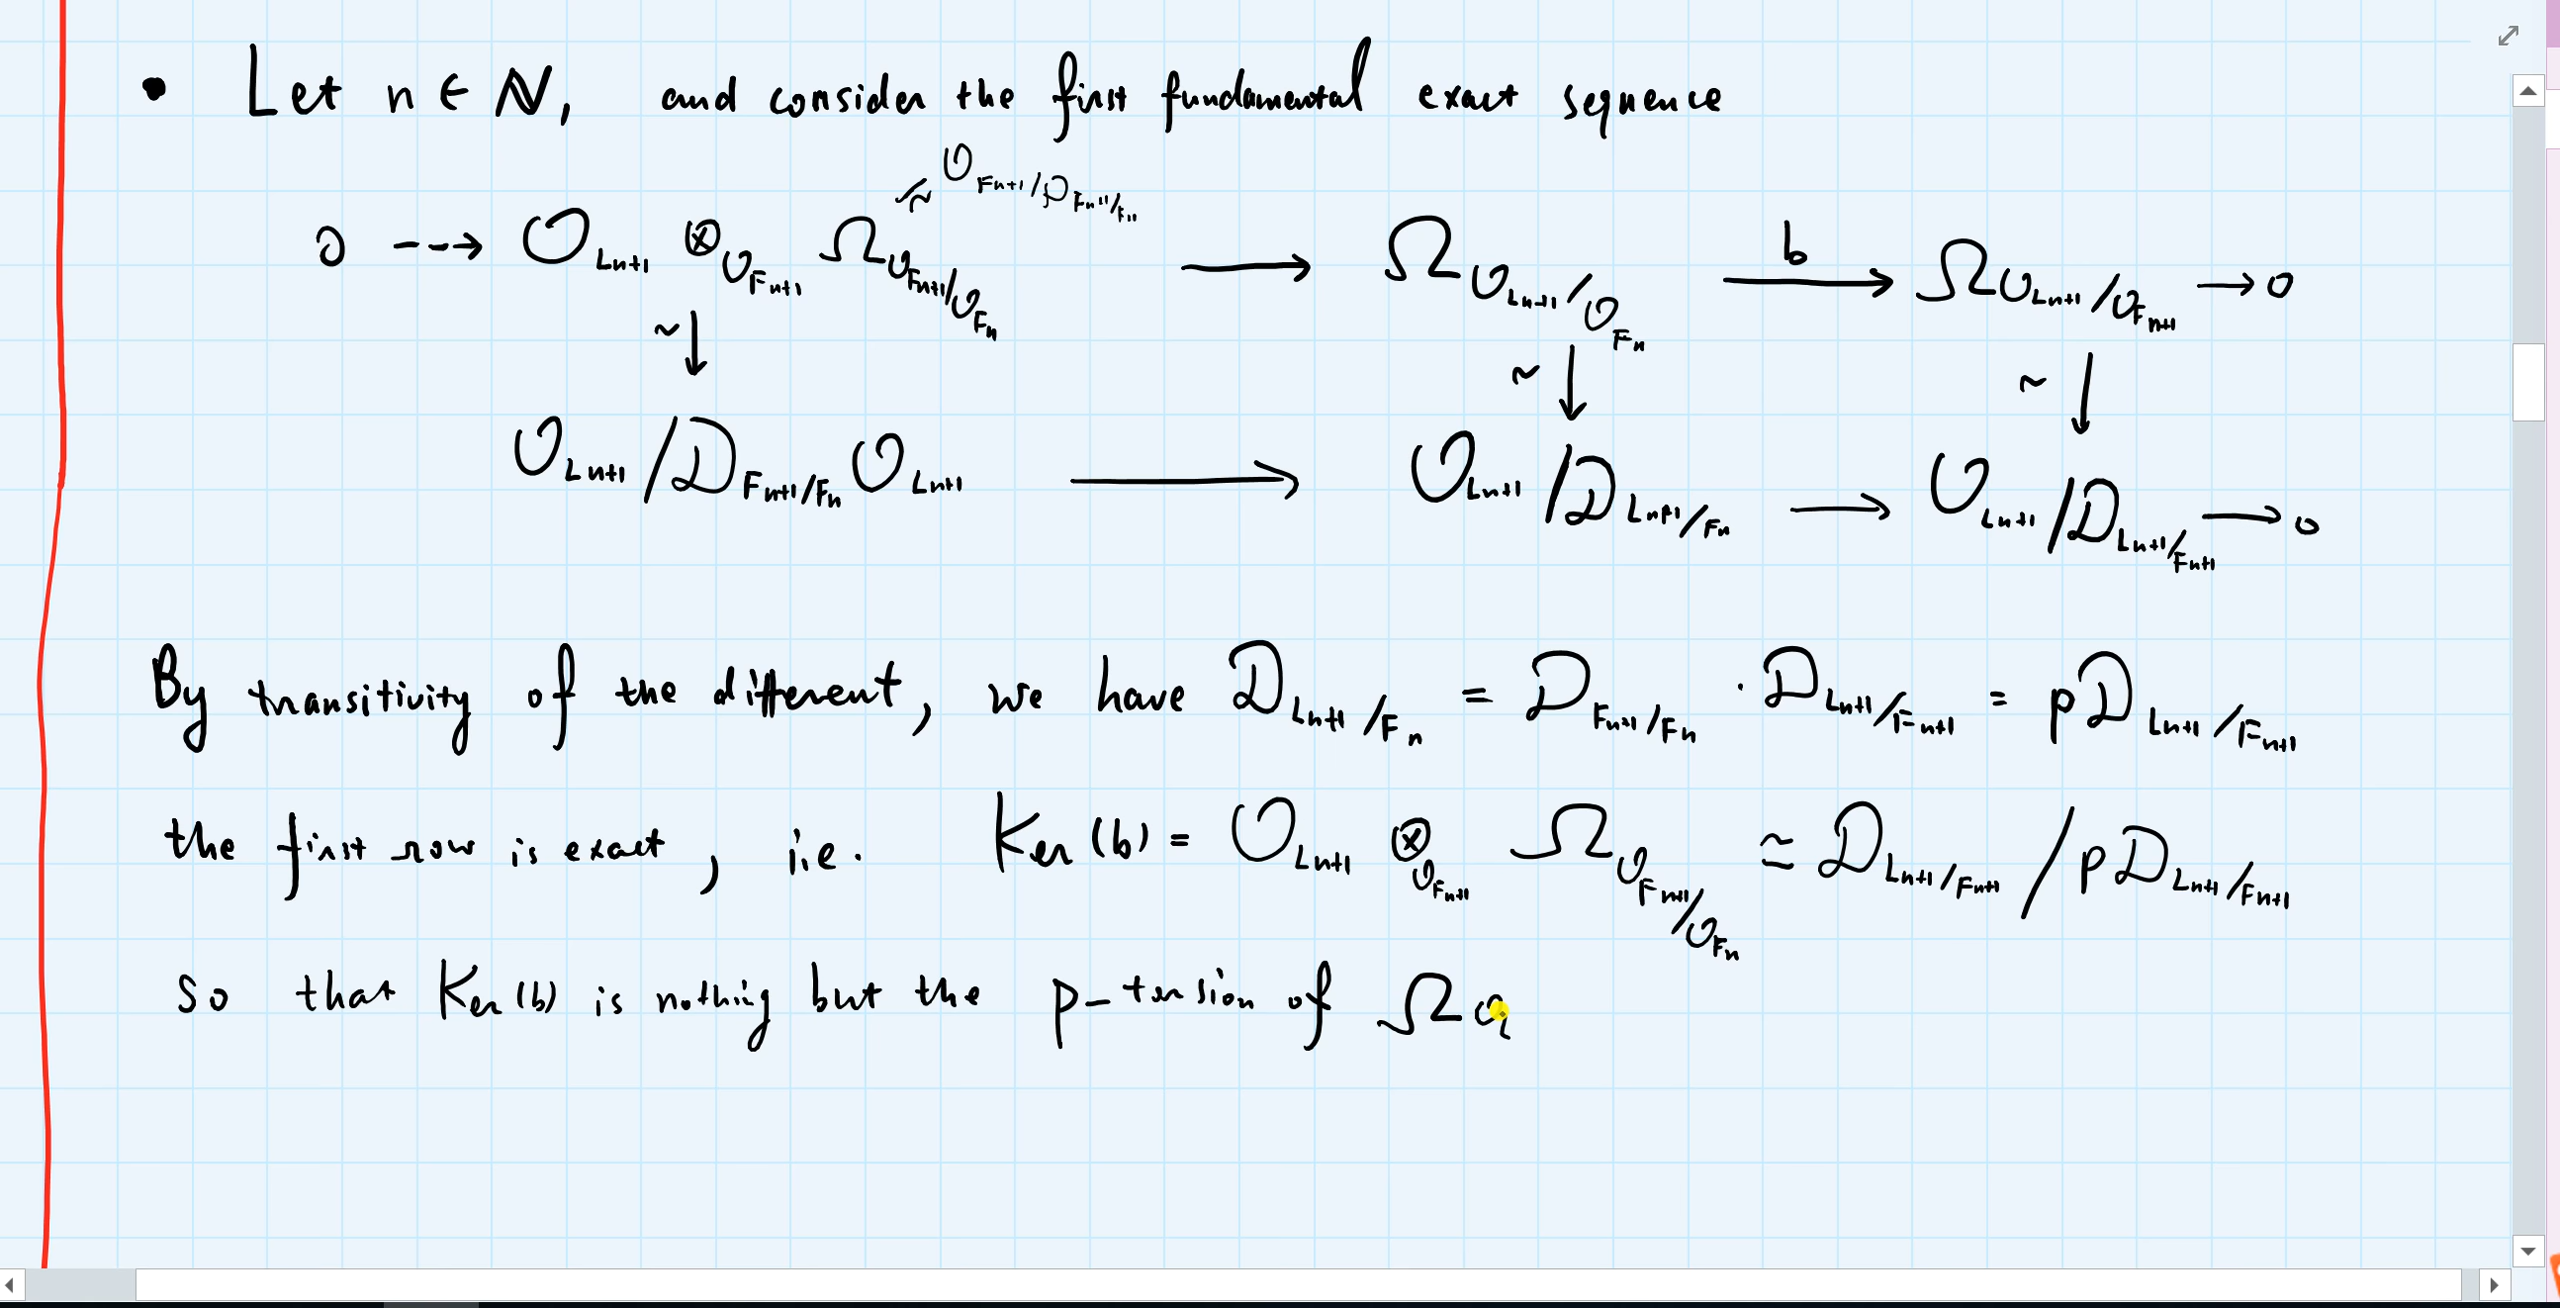 • Let n ∈ ℕ, and consider the first fundamental exact sequence
≃ O_{F_{n+1}}/D_{F_{n+1}/F_n}
0 --→ O_{L_{n+1}} ⊗_{O_{F_{n+1}}} Ω_{O_{F_{n+1}}/O_{F_n}} → Ω_{O_{L_{n+1}}/O_{F_n}} →^b Ω_{O_{L_{n+1}}/O_{F_{n+1}}} → 0
~↓ ~↓ ~↓
O_{L_{n+1}}/D_{F_{n+1}/F_n} O_{L_{n+1}} → O_{L_{n+1}}/D_{L_{n+1}/F_n} → O_{L_{n+1}}/D_{L_{n+1}/F_{n+1}} → 0
By transitivity of the different, we have D_{L_{n+1}/F_n} = D_{F_{n+1}/F_n} · D_{L_{n+1}/F_{n+1}} = pD_{L_{n+1}/F_{n+1}}
the first row is exact, i.e. Ker(b) = O_{L_{n+1}} ⊗_{O_{F_{n+1}}} Ω_{O_{F_{n+1}}/O_{F_n}} ≃ D_{L_{n+1}/F_{n+1}}/pD_{L_{n+1}/F_{n+1}}
so that Ker(b) is nothing but the p-torsion of Ω